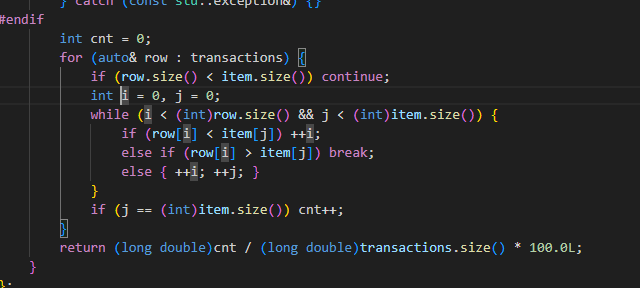 } catch (const std::exception&) {}
#endif
int cnt = 0;
for (auto& row : transactions) {
if (row.size() < item.size()) continue;
int i = 0, j = 0;
while (i < (int)row.size() && j < (int)item.size()) {
if (row[i] < item[j]) ++i;
else if (row[i] > item[j]) break;
else { ++i; ++j; }
}
if (j == (int)item.size()) cnt++;
}
return (long double)cnt / (long double)transactions.size() * 100.0L;
}
};